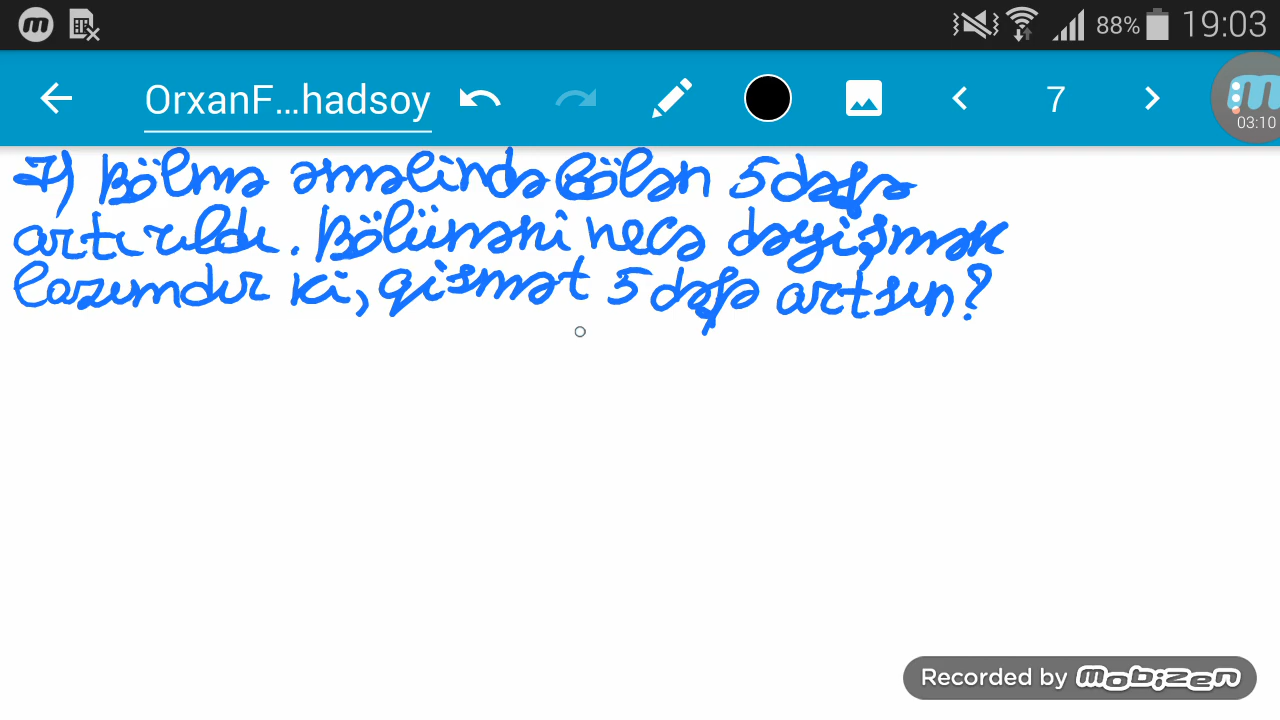 88% 19:03
OrxanF...hadsoy 7
03:10
7) Bölmə əməlində Bölən 5 dəfə
artırıldı. Bölünəni necə dəyişmək
lazımdır ki, qismət 5 dəfə artsın?
Recorded by mobizen